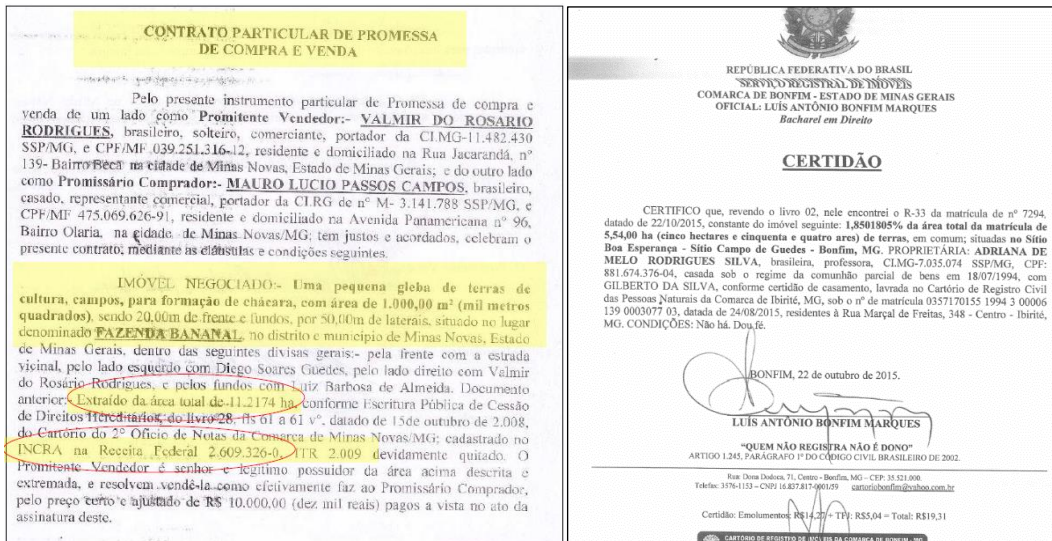 CONTRATO PARTICULAR DE PROMESSA
DE COMPRA E VENDA
Pelo presente instrumento particular de Promessa de compra e
venda de um lado como Promitente Vendedor:- VALMIR DO ROSARIO
RODRIGUES, brasileiro, solteiro, comerciante, portador da CI.MG-11.482.430
SSP/MG, e CPF/MF 039.251.316-12, residente e domiciliado na Rua Jacarandá, nº
139- Bairro Beca na cidade de Minas Novas, Estado de Minas Gerais; e do outro lado
como Promissário Comprador:- MAURO LUCIO PASSOS CAMPOS, brasileiro,
casado, representante comercial, portador da CI.RG de nº M- 3.141.788 SSP/MG, e
CPF/MF 475.069.626-91, residente e domiciliado na Avenida Panamericana nº 96,
Bairro Olaria, na cidade de Minas Novas/MG; tem justos e acordados, celebram o
presente contrato, mediante as cláusulas e condições seguintes.
IMÓVEL NEGOCIADO:- Uma pequena gleba de terras de
cultura, campos, para formação de chácara, com área de 1.000,00 m² (mil metros
quadrados), sendo 20,00m de frente e fundos, por 50,00m de laterais, situado no lugar
denominado FAZENDA BANANAL, no distrito e município de Minas Novas, Estado
de Minas Gerais, dentro das seguintes divisas gerais:- pela frente com a estrada
vicinal, pelo lado esquerdo com Diego Soares Guedes, pelo lado direito com Valmir
do Rosário Rodrigues, e pelos fundos com Luiz Barbosa de Almeida. Documento
anterior:- Extraído da área total de 11.2174 ha, conforme Escritura Pública de Cessão
de Direitos Hereditários, do livro 28, fls 61 a 61 vº, datado de 15de outubro de 2.008,
do Cartório do 2º Oficio de Notas da Comarca de Minas Novas/MG; cadastrado no
INCRA na Receita Federal 2.609.326-0, ITR 2.009 devidamente quitado. O
Promitente Vendedor é senhor e legítimo possuidor da área acima descrita e
extremada, e resolvem vendê-la como efetivamente faz ao Promissário Comprador,
pelo preço certo e ajustado de R$ 10.000,00 (dez mil reais) pagos a vista no ato da
assinatura deste.
REPÚBLICA FEDERATIVA DO BRASIL
SERVIÇO REGISTRAL DE IMÓVEIS
COMARCA DE BONFIM - ESTADO DE MINAS GERAIS
OFICIAL: LUÍS ANTÔNIO BONFIM MARQUES
Bacharel em Direito
CERTIDÃO
CERTIFICO que, revendo o livro 02, nele encontrei o R-33 da matrícula de nº 7294,
datado de 22/10/2015, constante do imóvel seguinte: 1,8501805% da área total da matrícula de
5,54,00 ha (cinco hectares e cinquenta e quatro ares) de terras, em comum; situadas no Sítio
Boa Esperança - Sítio Campo de Guedes - Bonfim, MG. PROPRIETÁRIA: ADRIANA DE
MELO RODRIGUES SILVA, brasileira, professora, CI.MG-7.035.074 SSP/MG, CPF:
881.674.376-04, casada sob o regime da comunhão parcial de bens em 18/07/1994, com
GILBERTO DA SILVA, conforme certidão de casamento, lavrada no Cartório de Registro Civil
das Pessoas Naturais da Comarca de Ibirité, MG, sob o nº de matrícula 0357170155 1994 3 00006
139 0003077 03, datada de 24/08/2015, residentes à Rua Marçal de Freitas, 348 - Centro - Ibirité,
MG. CONDIÇÕES: Não há. Dou fé.
BONFIM, 22 de outubro de 2015.
LUÍS ANTÔNIO BONFIM MARQUES
"QUEM NÃO REGISTRA NÃO É DONO"
ARTIGO 1.245, PARÁGRAFO 1º DO CÓDIGO CIVIL BRASILEIRO DE 2002.
Rua: Dona Dodoca, 71, Centro - Bonfim, MG - CEP: 35.521.000.
Telefax: 3576-1153 - CNPJ 16.837.817-0001/59 cartoriobonfim@yahoo.com.br
Certidão: Emolumentos: R$14,27 + TFJ: R$5,04 = Total: R$19,31
CARTÓRIO DE REGISTRO DE IMÓVEIS DA COMARCA DE BONFIM - MG